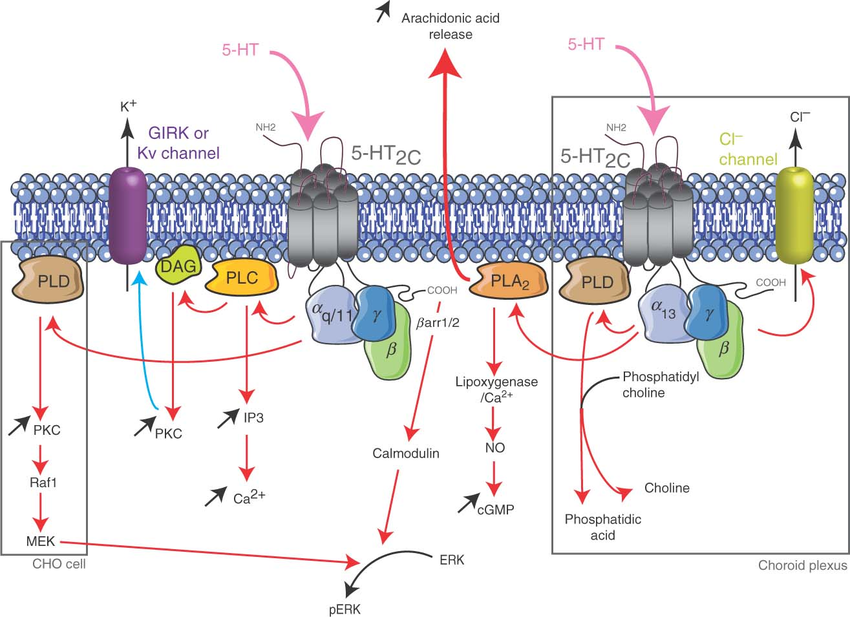 Arachidonic acid
release
5-HT
5-HT
K+
GIRK or
Kv channel
NH2
5-HT2C
NH2
5-HT2C
Cl–
Cl–
channel
PLD
DAG
PLC
αq/11
γ
β
COOH
βarr1/2
PLA2
PLD
α13
γ
β
COOH
Lipoxygenase
/Ca2+
Phosphatidyl
choline
PKC
PKC
IP3
Calmodulin
NO
Raf1
Ca2+
cGMP
Choline
MEK
Phosphatidic
acid
CHO cell
ERK
Choroid plexus
pERK